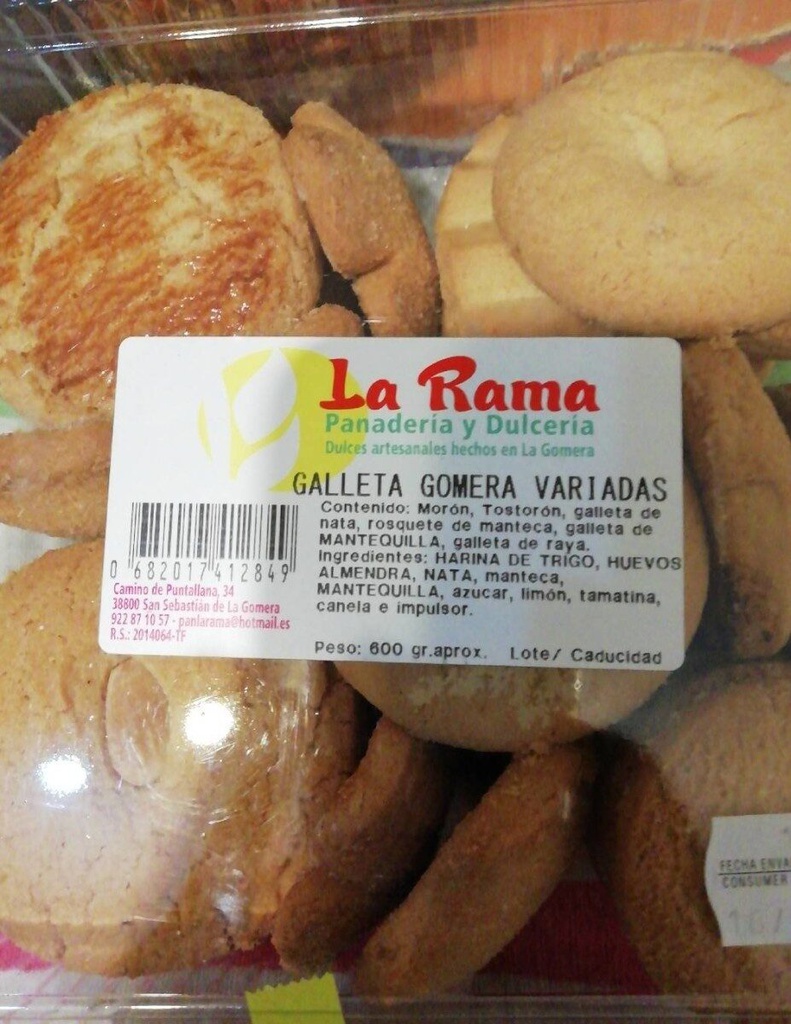 La Rama
Panadería y Dulcería
Dulces artesanales hechos en La Gomera
GALLETA GOMERA VARIADAS
Contenido: Morón, Tostorón, galleta de
nata, rosquete de manteca, galleta de
MANTEQUILLA, galleta de raya.
Ingredientes: HARINA DE TRIGO, HUEVOS
ALMENDRA, NATA, manteca,
MANTEQUILLA, azucar, limón, tamatina,
canela e impulsor.
Peso: 600 gr.aprox. Lote/ Caducidad
0 682017 412849
Camino de Puntallana, 34
38800 San Sebastián de La Gomera
922 87 10 57 - panlarama@hotmail.es
R.S.: 2014064-TF
FECHA ENVA
CONSUMER